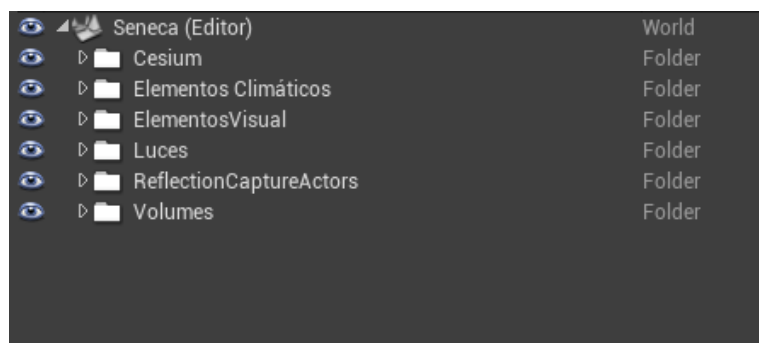 Seneca (Editor) World
Cesium Folder
Elementos Climáticos Folder
ElementosVisual Folder
Luces Folder
ReflectionCaptureActors Folder
Volumes Folder